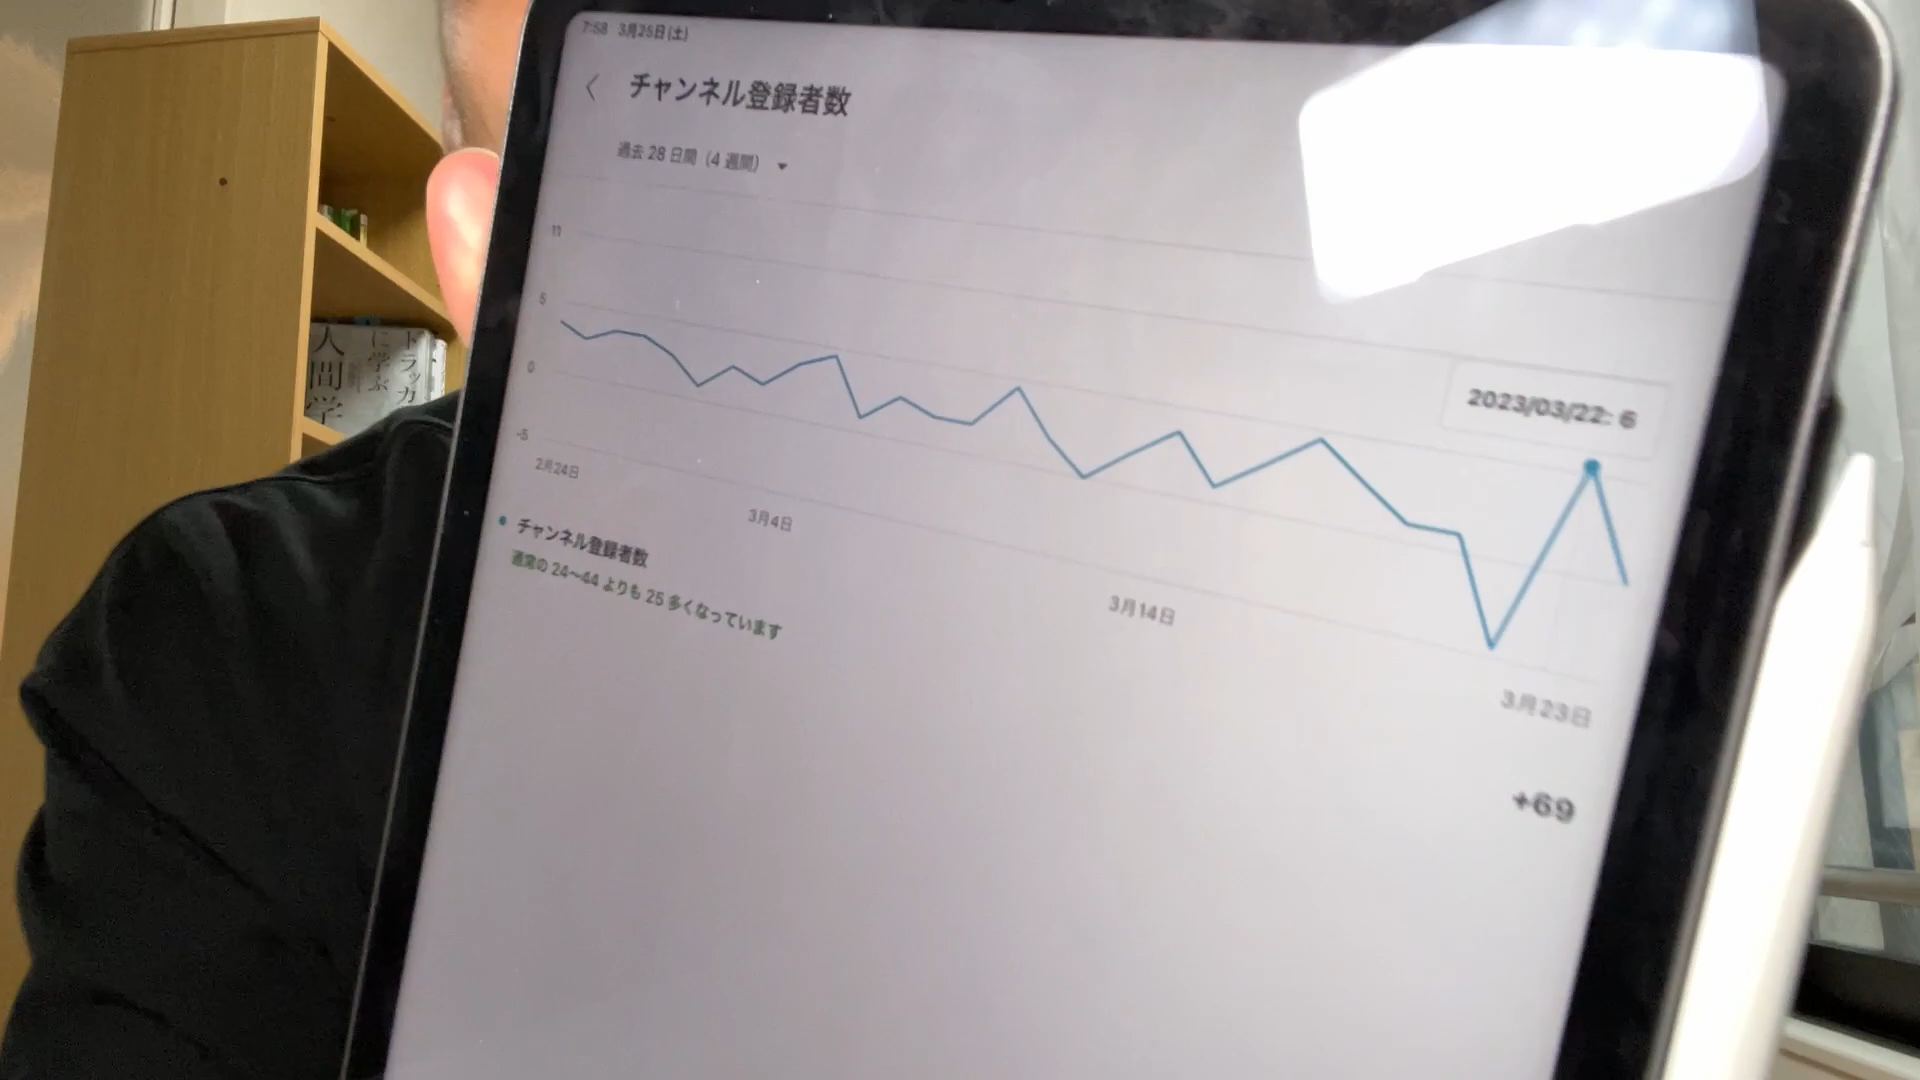 7:58 3月25日(土)
チャンネル登録者数
過去 28 日間 (4 週間)
11
5
0
-5
2023/03/22: 6
2月24日
3月4日
3月14日
3月23日
チャンネル登録者数
通常の 24〜44 よりも 25 多くなっています
+69
ドラッカー
に学ぶ
人間学